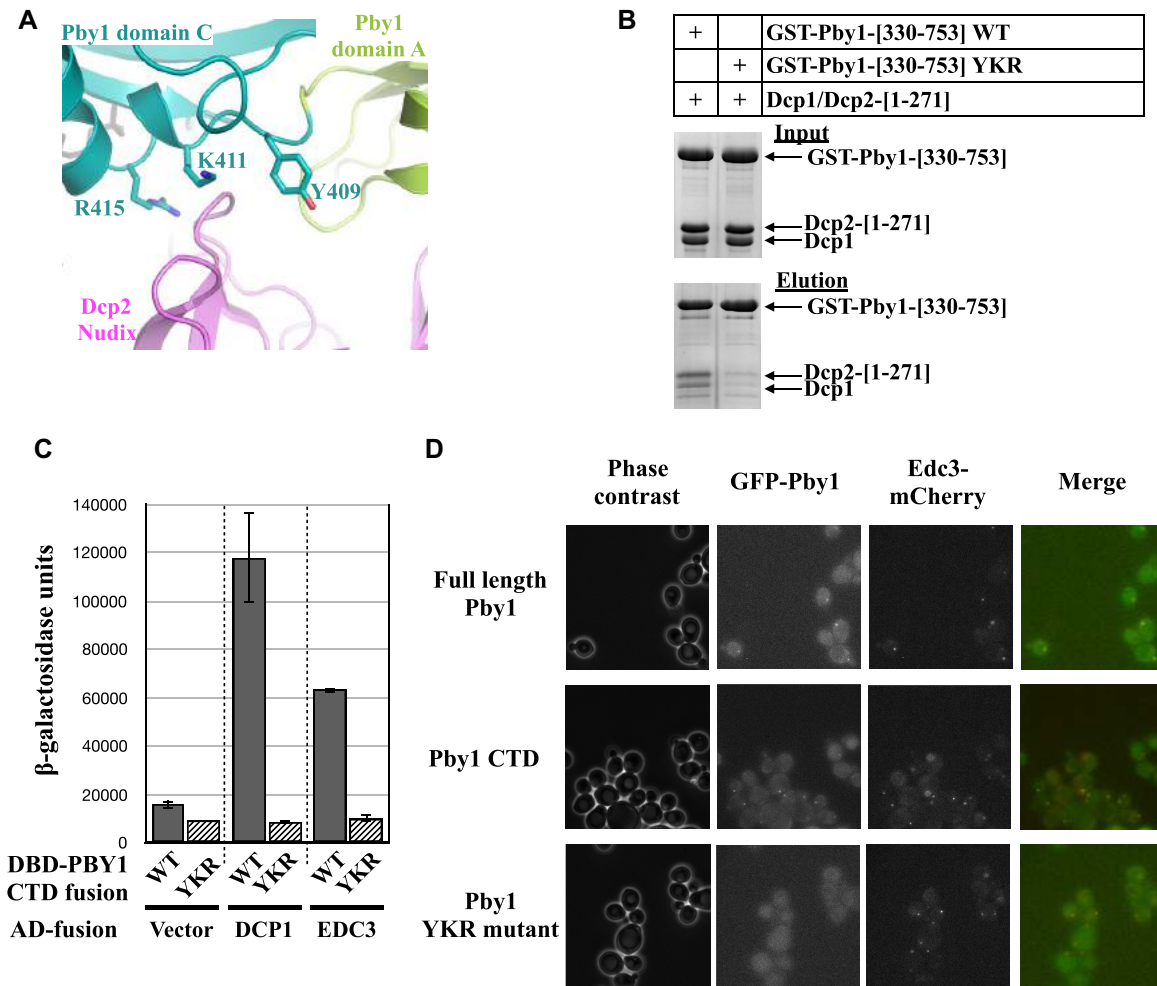 A
Pby1 domain C
Pby1
domain A
K411
Y409
R415
Dcp2
Nudix
B
+ GST-Pby1-[330-753] WT
+ GST-Pby1-[330-753] YKR
+ + Dcp1/Dcp2-[1-271]
Input
GST-Pby1-[330-753]
Dcp2-[1-271]
Dcp1
Elution
GST-Pby1-[330-753]
Dcp2-[1-271]
Dcp1
C
β-galactosidase units
140000
120000
100000
80000
60000
40000
20000
0
DBD-PBY1
CTD fusion
WT YKR WT YKR WT YKR
AD-fusion Vector DCP1 EDC3
D
Phase
contrast
GFP-Pby1
Edc3-
mCherry
Merge
Full length
Pby1
Pby1 CTD
Pby1
YKR mutant